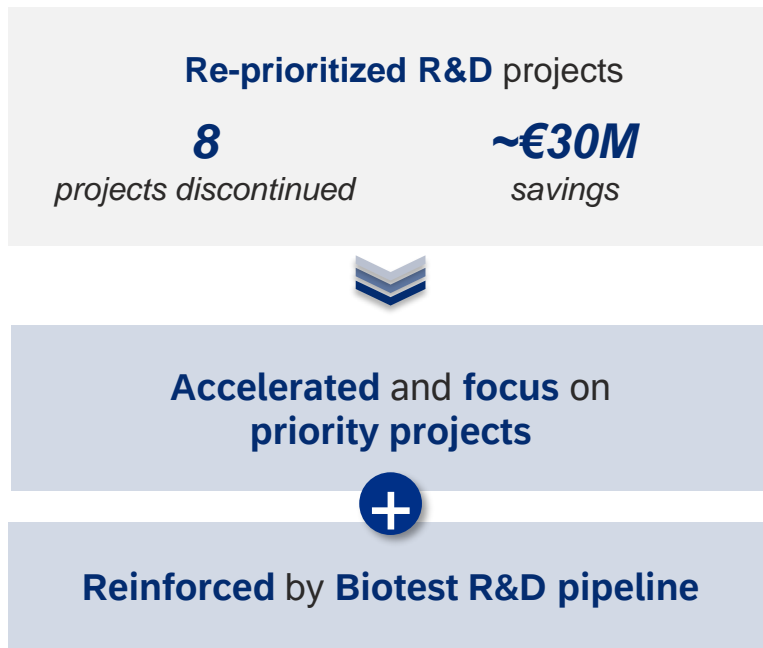 Re-prioritized R&D projects
8
~€30M
projects discontinued
savings
Accelerated and focus on
priority projects
+
Reinforced by Biotest R&D pipeline